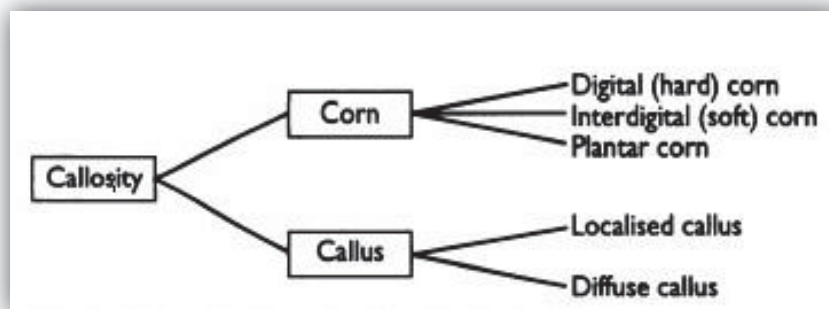 Corn
Digital (hard) corn
Interdigital (soft) corn
Plantar corn
Callosity
Callus
Localised callus
Diffuse callus